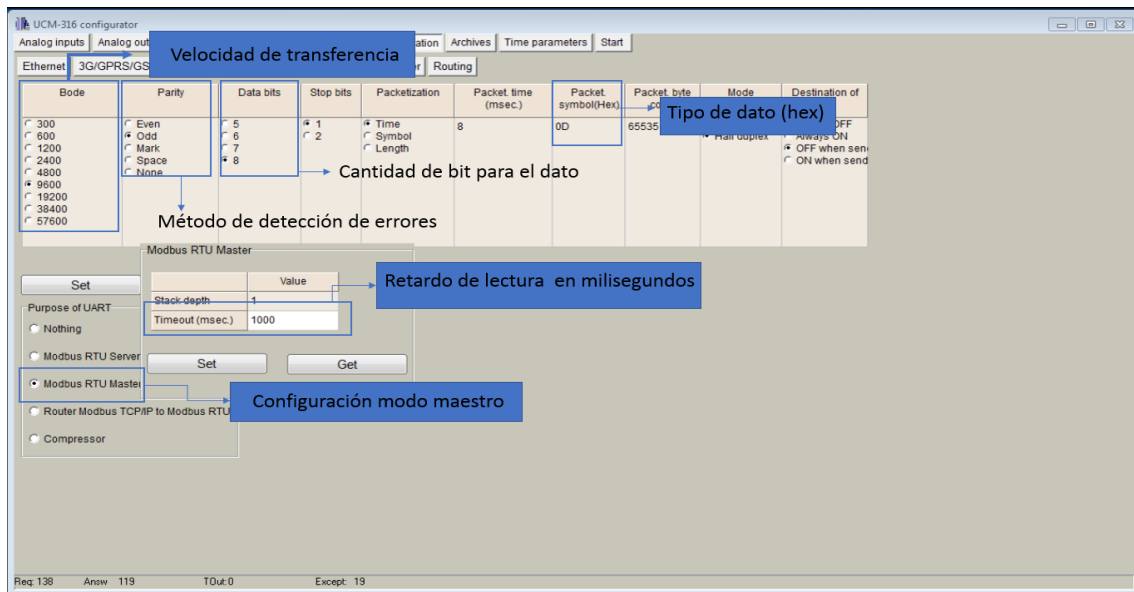 UCM-316 configurator
Analog inputs Analog out ation Archives Time parameters Start
Velocidad de transferencia
Ethernet 3G/GPRS/GS r Routing
Bode Parity Data bits Stop bits Packetization Packet. time (msec.) Packet. symbol(Hex) Packet. byte co Mode Destination of
Tipo de dato (hex)
300 Even 5 1 Time 8 0D 65535 OFF
600 Odd 6 2 Symbol Half duplex Always ON
1200 Mark 7 Length OFF when sen
2400 Space 8 ON when send
4800 None
9600
19200
38400
57600
Cantidad de bit para el dato
Método de detección de errores
Modbus RTU Master
Value
Retardo de lectura en milisegundos
Set
Stack depth 1
Purpose of UART
Timeout (msec.) 1000
Nothing
Modbus RTU Server
Set Get
Modbus RTU Master
Configuración modo maestro
Router Modbus TCP/IP to Modbus RTU
Compressor
Req: 138 Answ 119 TOut:0 Except: 19